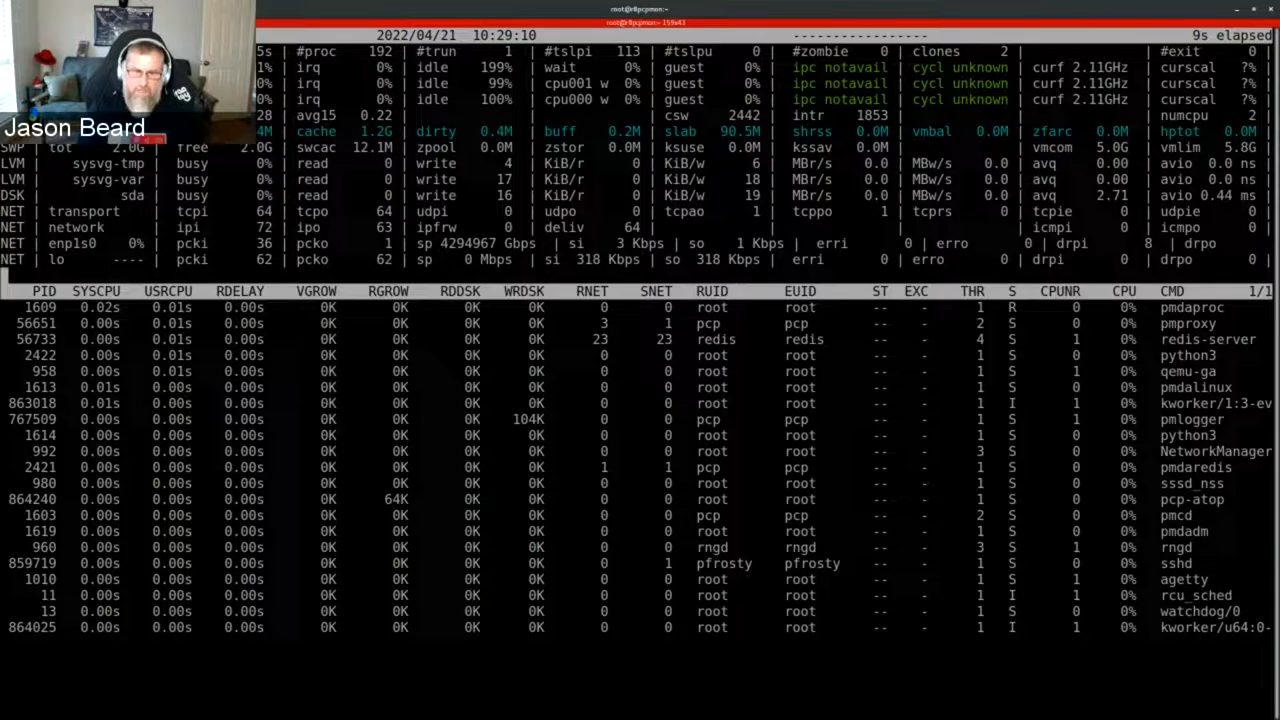 root@r8pcpmon:~
root@r8pcpmon:~ 159x43
2022/04/21 10:29:10 ----------------- 9s elapsed
5s | #proc 192 | #trun 1 | #tslpi 113 | #tslpu 0 | #zombie 0 | clones 2 | | #exit 0 |
1% | irq 0% | idle 199% | wait 0% | guest 0% | ipc notavail | cycl unknown | curf 2.11GHz | curscal ?% |
irq 0% | idle 99% | cpu001 w 0% | guest 0% | ipc notavail | cycl unknown | curf 2.11GHz | curscal ?% |
irq 0% | idle 100% | cpu000 w 0% | guest 0% | ipc notavail | cycl unknown | curf 2.11GHz | curscal ?% |
28 | avg15 0.22 | | | csw 2442 | intr 1853 | | | numcpu 2 |
Jason Beard
4M | cache 1.2G | dirty 0.4M | buff 0.2M | slab 90.5M | shrss 0.0M | vmbal 0.0M | zfarc 0.0M | hptot 0.0M |
SWP | tot 2.0G | free 2.0G | swcac 12.1M | zpool 0.0M | zstor 0.0M | ksuse 0.0M | kssav 0.0M | | vmcom 5.0G | vmlim 5.8G |
LVM | sysvg-tmp | busy 0% | read 0 | write 4 | KiB/r 0 | KiB/w 6 | MBr/s 0.0 | MBw/s 0.0 | avq 0.00 | avio 0.0 ns |
LVM | sysvg-var | busy 0% | read 0 | write 17 | KiB/r 0 | KiB/w 18 | MBr/s 0.0 | MBw/s 0.0 | avq 0.00 | avio 0.0 ns |
DSK | sda | busy 0% | read 0 | write 16 | KiB/r 0 | KiB/w 19 | MBr/s 0.0 | MBw/s 0.0 | avq 2.71 | avio 0.44 ms |
NET | transport | tcpi 64 | tcpo 64 | udpi 0 | udpo 0 | tcpao 1 | tcppo 1 | tcprs 0 | tcpie 0 | udpie 0 |
NET | network | ipi 72 | ipo 63 | ipfrw 0 | deliv 64 | | | | icmpi 0 | icmpo 0 |
NET | enp1s0 0% | pcki 36 | pcko 1 | sp 4294967 Gbps | si 3 Kbps | so 1 Kbps | erri 0 | erro 0 | drpi 8 | drpo 0 |
NET | lo ---- | pcki 62 | pcko 62 | sp 0 Mbps | si 318 Kbps | so 318 Kbps | erri 0 | erro 0 | drpi 0 | drpo 0 |
PID SYSCPU USRCPU RDELAY VGROW RGROW RDDSK WRDSK RNET SNET RUID EUID ST EXC THR S CPUNR CPU CMD 1/1
1609 0.02s 0.01s 0.00s 0K 0K 0K 0K 0 0 root root -- - 1 R 0 0% pmdaproc
56651 0.00s 0.01s 0.00s 0K 0K 0K 0K 3 1 pcp pcp -- - 2 S 0 0% pmproxy
56733 0.00s 0.01s 0.00s 0K 0K 0K 0K 23 23 redis redis -- - 4 S 1 0% redis-server
2422 0.00s 0.01s 0.00s 0K 0K 0K 0K 0 0 root root -- - 1 S 0 0% python3
958 0.00s 0.01s 0.00s 0K 0K 0K 0K 0 0 root root -- - 1 S 1 0% qemu-ga
1613 0.01s 0.00s 0.00s 0K 0K 0K 0K 0 0 root root -- - 1 S 0 0% pmdalinux
863018 0.01s 0.00s 0.00s 0K 0K 0K 0K 0 0 root root -- - 1 I 1 0% kworker/1:3-ev
767509 0.00s 0.00s 0.00s 0K 0K 0K 104K 0 0 pcp pcp -- - 1 S 1 0% pmlogger
1614 0.00s 0.00s 0.00s 0K 0K 0K 0K 0 0 root root -- - 1 S 0 0% python3
992 0.00s 0.00s 0.00s 0K 0K 0K 0K 0 0 root root -- - 3 S 0 0% NetworkManager
2421 0.00s 0.00s 0.00s 0K 0K 0K 0K 1 1 pcp pcp -- - 1 S 1 0% pmdaredis
980 0.00s 0.00s 0.00s 0K 0K 0K 0K 0 0 root root -- - 1 S 0 0% sssd_nss
864240 0.00s 0.00s 0.00s 0K 64K 0K 0K 0 0 root root -- - 1 S 0 0% pcp-atop
1603 0.00s 0.00s 0.00s 0K 0K 0K 0K 0 0 pcp pcp -- - 2 S 0 0% pmcd
1619 0.00s 0.00s 0.00s 0K 0K 0K 0K 0 0 root root -- - 1 S 0 0% pmdadm
960 0.00s 0.00s 0.00s 0K 0K 0K 0K 0 0 rngd rngd -- - 3 S 1 0% rngd
859719 0.00s 0.00s 0.00s 0K 0K 0K 0K 0 1 pfrosty pfrosty -- - 1 S 0 0% sshd
1010 0.00s 0.00s 0.00s 0K 0K 0K 0K 0 0 root root -- - 1 S 1 0% agetty
11 0.00s 0.00s 0.00s 0K 0K 0K 0K 0 0 root root -- - 1 I 1 0% rcu_sched
13 0.00s 0.00s 0.00s 0K 0K 0K 0K 0 0 root root -- - 1 S 0 0% watchdog/0
864025 0.00s 0.00s 0.00s 0K 0K 0K 0K 0 0 root root -- - 1 I 1 0% kworker/u64:0-